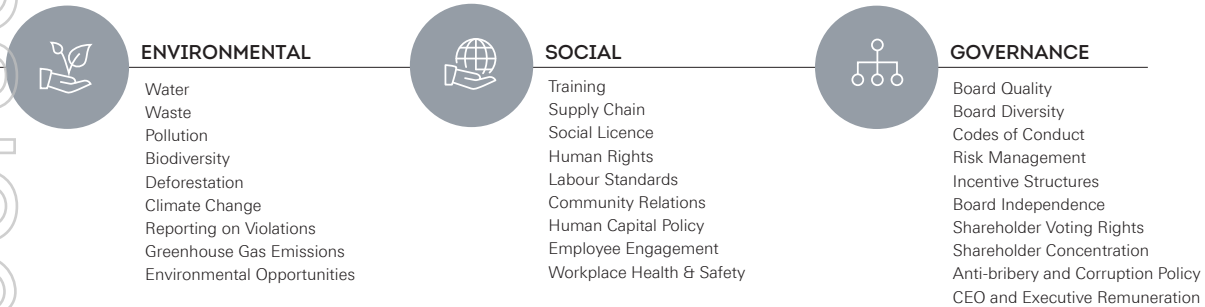 ENVIRONMENTAL
Water
Waste
Pollution
Biodiversity
Deforestation
Climate Change
Reporting on Violations
Greenhouse Gas Emissions
Environmental Opportunities
SOCIAL
Training
Supply Chain
Social Licence
Human Rights
Labour Standards
Community Relations
Human Capital Policy
Employee Engagement
Workplace Health & Safety
GOVERNANCE
Board Quality
Board Diversity
Codes of Conduct
Risk Management
Incentive Structures
Board Independence
Shareholder Voting Rights
Shareholder Concentration
Anti-bribery and Corruption Policy
CEO and Executive Remuneration